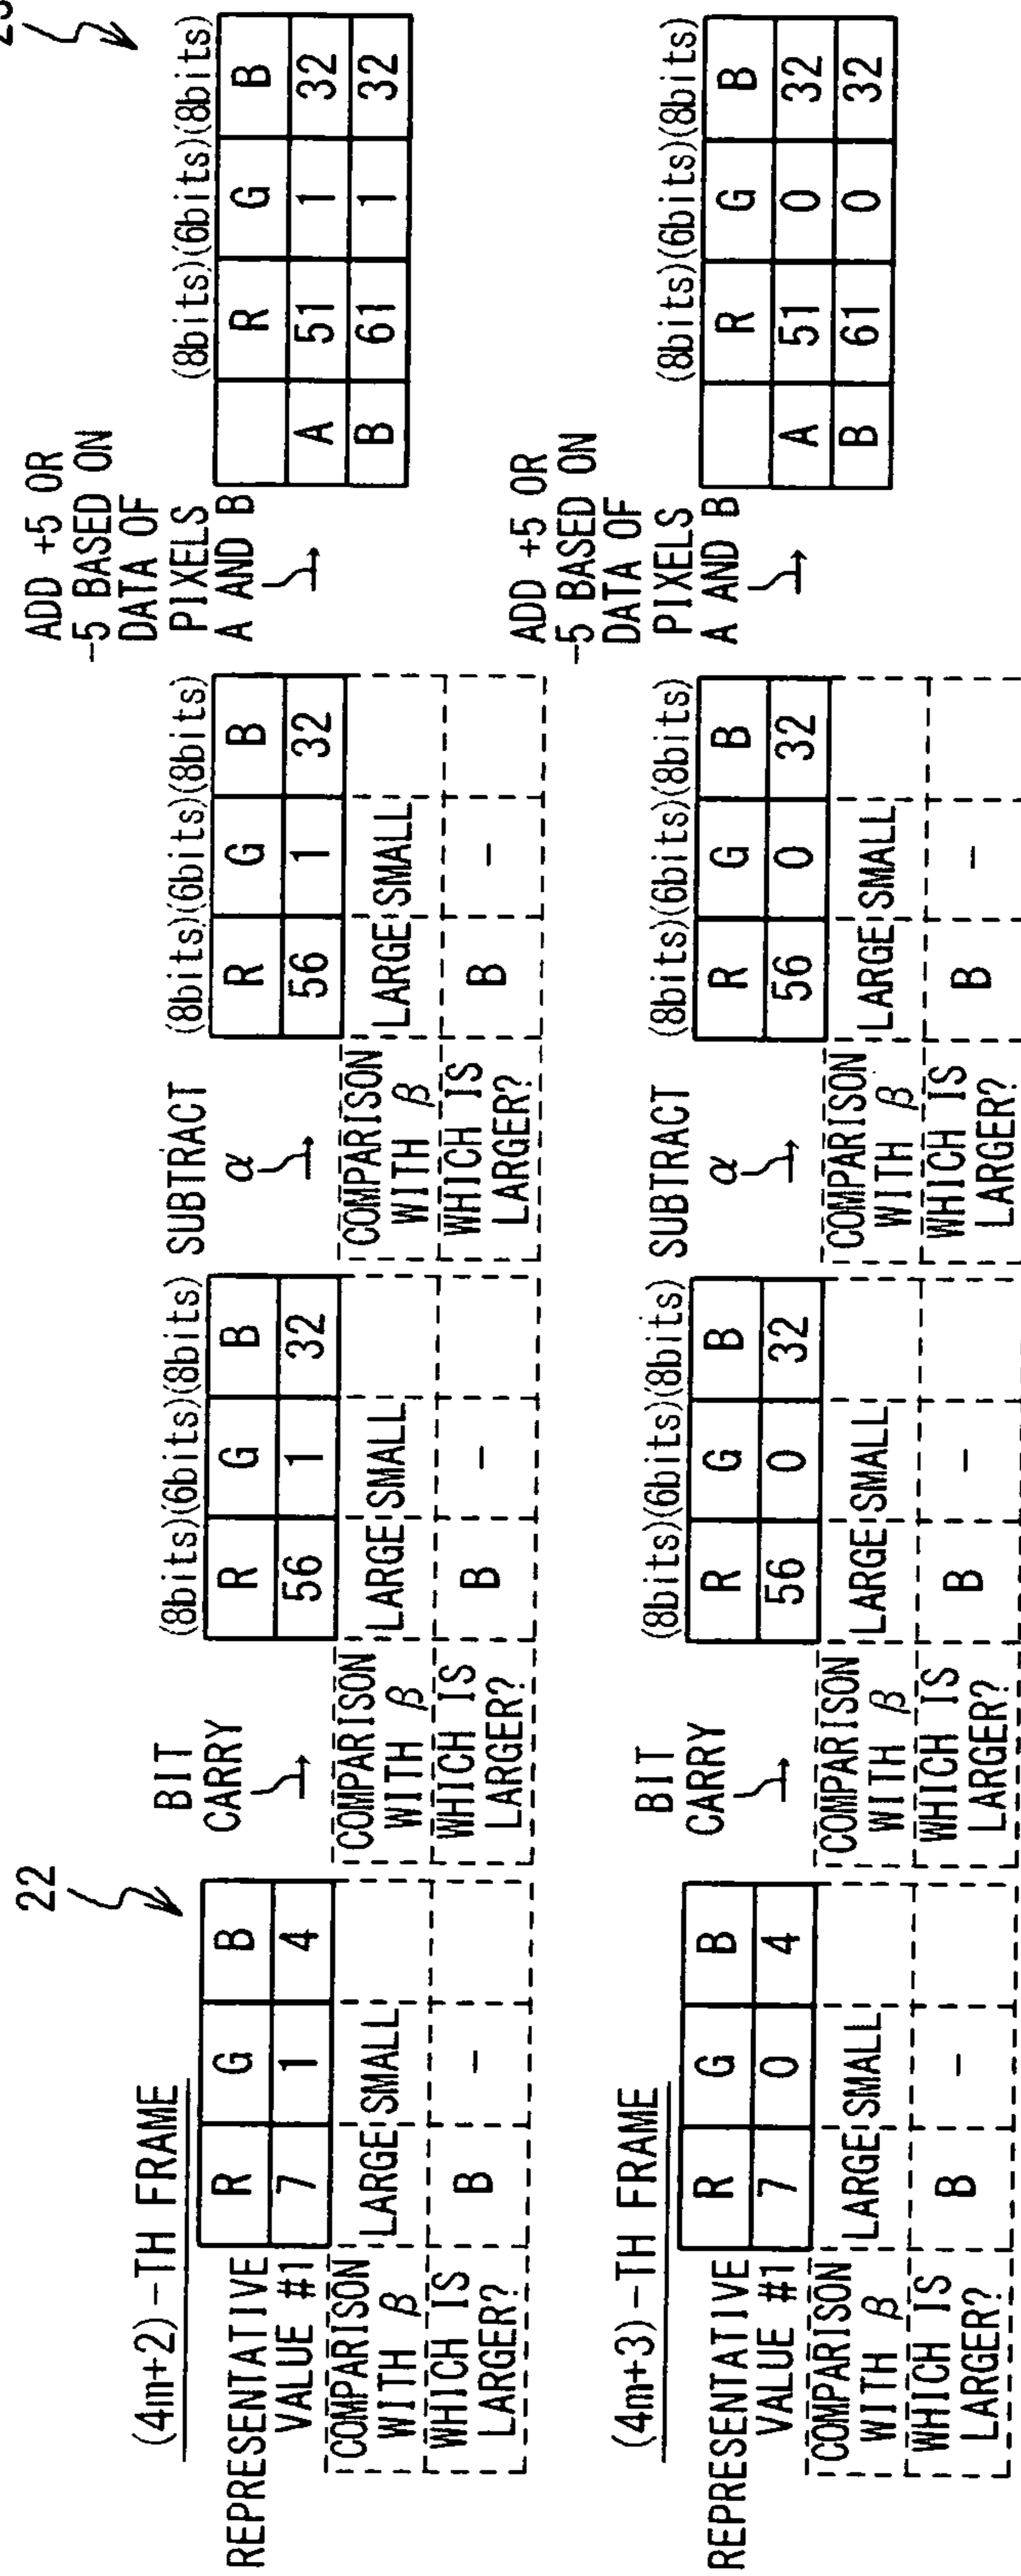 22
(4m+2)-TH FRAME
REPRESENTATIVE VALUE #1
R G B
7 1 4
COMPARISON WITH β
LARGE SMALL
WHICH IS LARGER?
B -
BIT CARRY
(8bits)(6bits)(8bits)
R G B
56 1 32
COMPARISON WITH β
LARGE SMALL
WHICH IS LARGER?
B -
SUBTRACT α
(8bits)(6bits)(8bits)
R G B
56 1 32
COMPARISON WITH β
LARGE SMALL
WHICH IS LARGER?
B -
ADD +5 OR
-5 BASED ON
DATA OF
PIXELS
A AND B
(8bits)(6bits)(8bits)
R G B
A 51 1 32
B 61 1 32
(4m+3)-TH FRAME
REPRESENTATIVE VALUE #1
R G B
7 0 4
COMPARISON WITH β
LARGE SMALL
WHICH IS LARGER?
B -
BIT CARRY
(8bits)(6bits)(8bits)
R G B
56 0 32
COMPARISON WITH β
LARGE SMALL
WHICH IS LARGER?
B -
SUBTRACT α
(8bits)(6bits)(8bits)
R G B
56 0 32
COMPARISON WITH β
LARGE SMALL
WHICH IS LARGER?
B -
ADD +5 OR
-5 BASED ON
DATA OF
PIXELS
A AND B
(8bits)(6bits)(8bits)
R G B
A 51 0 32
B 61 0 32